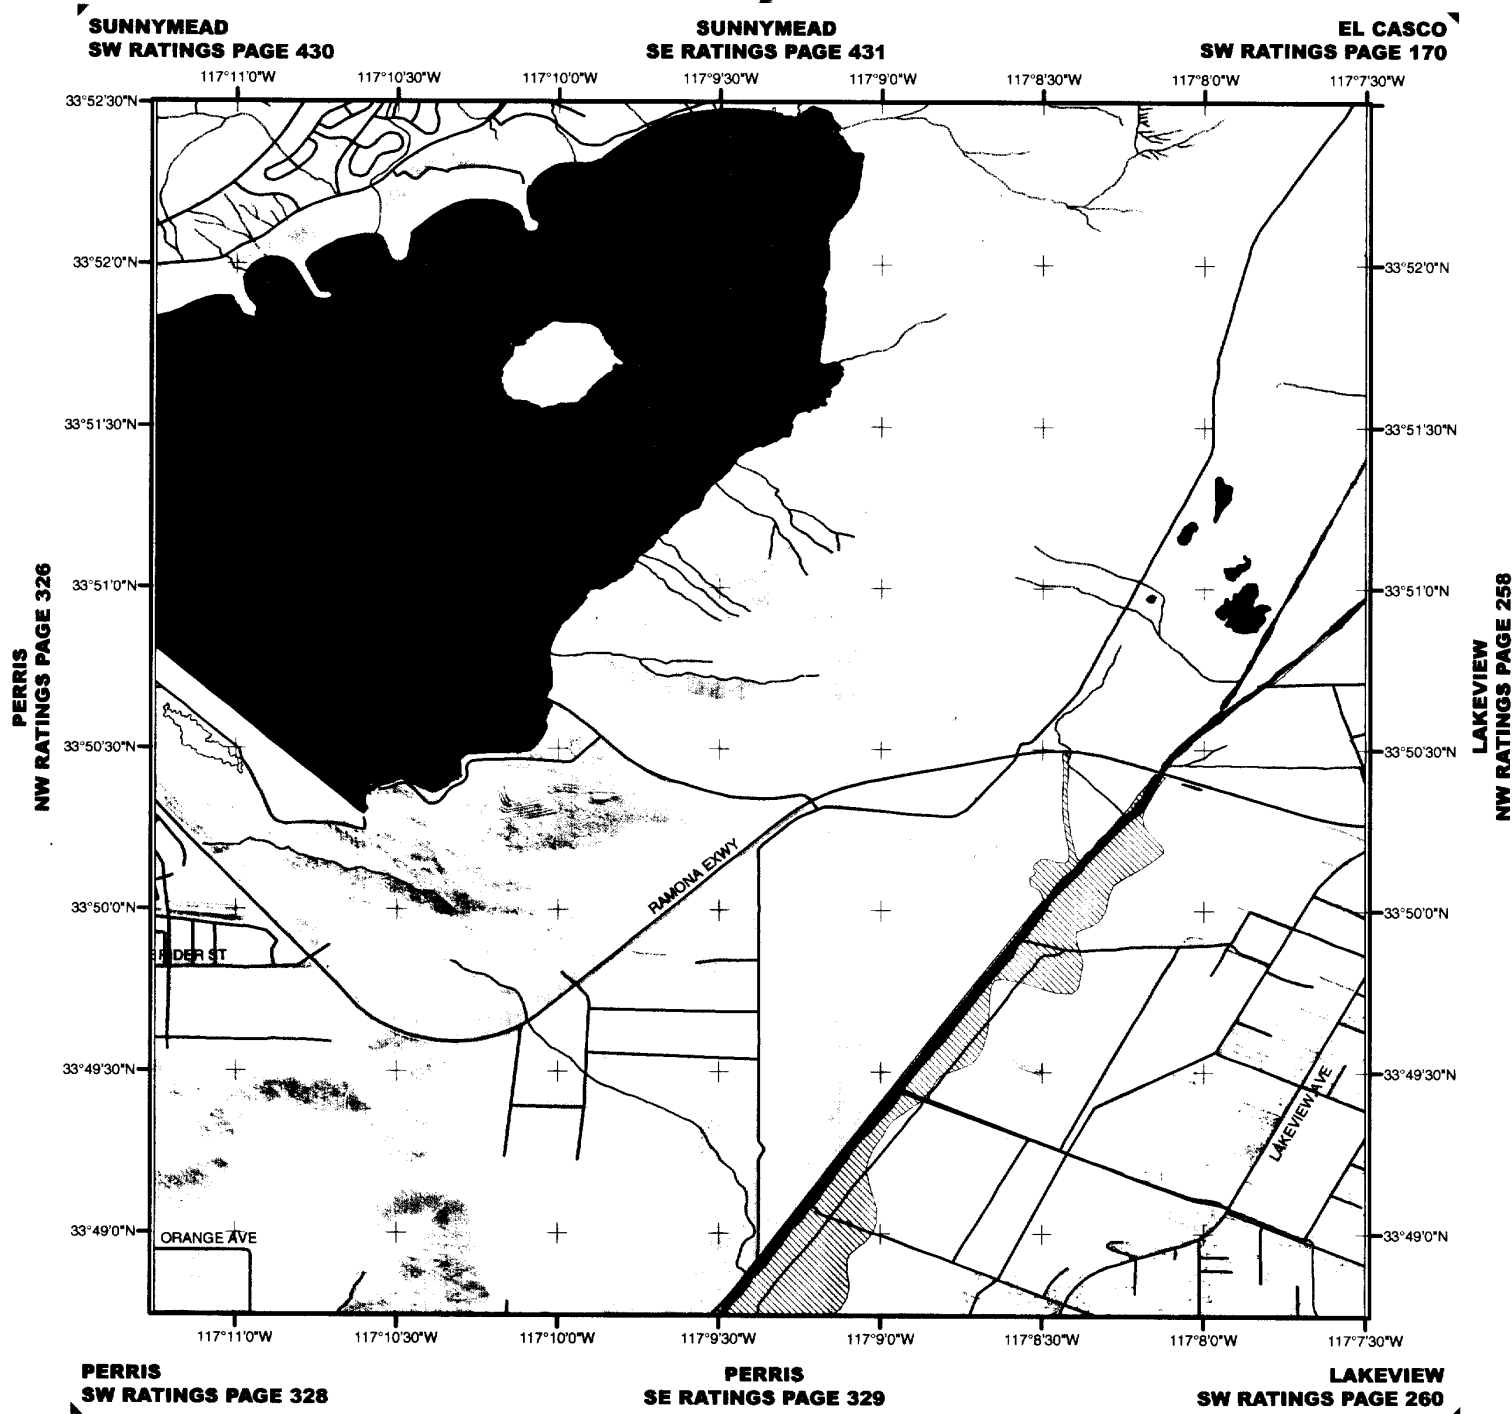 SUNNYMEAD
SW RATINGS PAGE 430
SUNNYMEAD
SE RATINGS PAGE 431
EL CASCO
SW RATINGS PAGE 170
117°11'0"W
117°10'30"W
117°10'0"W
117°9'30"W
117°9'0"W
117°8'30"W
117°8'0"W
117°7'30"W
33°52'30"N
33°52'0"N
33°52'0"N
33°51'30"N
33°51'30"N
33°51'0"N
33°51'0"N
PERRIS
NW RATINGS PAGE 326
LAKEVIEW
NW RATINGS PAGE 258
33°50'30"N
33°50'30"N
RAMONA EXWY
33°50'0"N
33°50'0"N
E RIDER ST
33°49'30"N
33°49'30"N
LAKEVIEW AVE
33°49'0"N
33°49'0"N
ORANGE AVE
117°11'0"W
117°10'30"W
117°10'0"W
117°9'30"W
117°9'0"W
117°8'30"W
117°8'0"W
117°7'30"W
PERRIS
SW RATINGS PAGE 328
PERRIS
SE RATINGS PAGE 329
LAKEVIEW
SW RATINGS PAGE 260